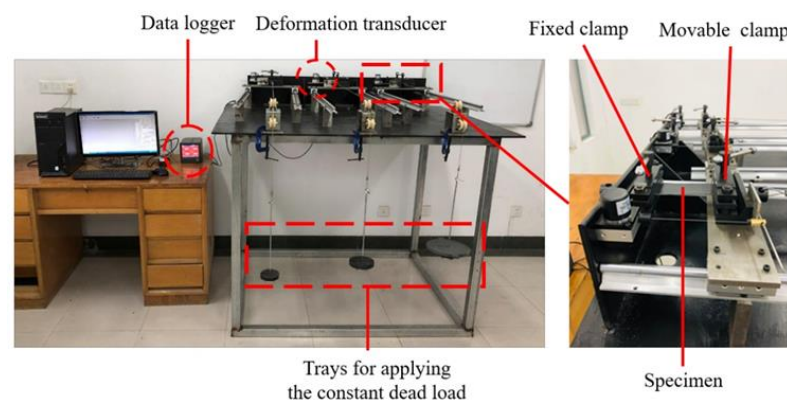 Data logger
Deformation transducer
Fixed clamp
Movable clamp
Trays for applying
the constant dead load
Specimen